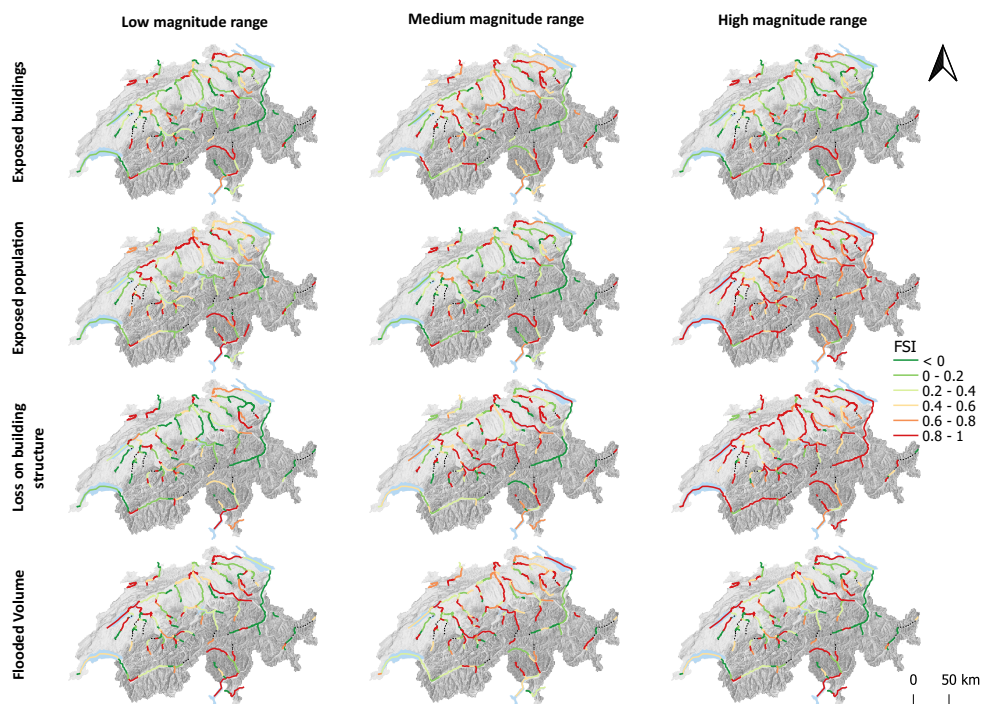 Low magnitude range
Medium magnitude range
High magnitude range
Exposed buildings
Exposed population
FSI
< 0
0 - 0.2
0.2 - 0.4
0.4 - 0.6
0.6 - 0.8
0.8 - 1
Loss on building
structure
Flooded Volume
0 50 km